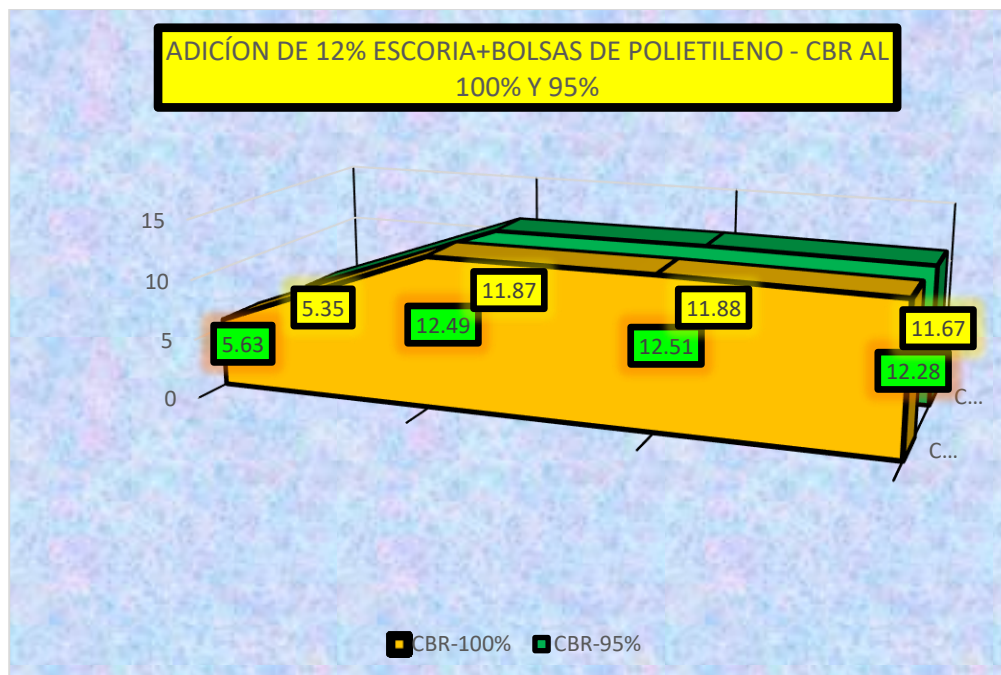 ADICÍON DE 12% ESCORIA+BOLSAS DE POLIETILENO - CBR AL
100% Y 95%
15
10
5
0
5.63
5.35
12.49
11.87
12.51
11.88
12.28
11.67
C...
C...
CBR-100%
CBR-95%